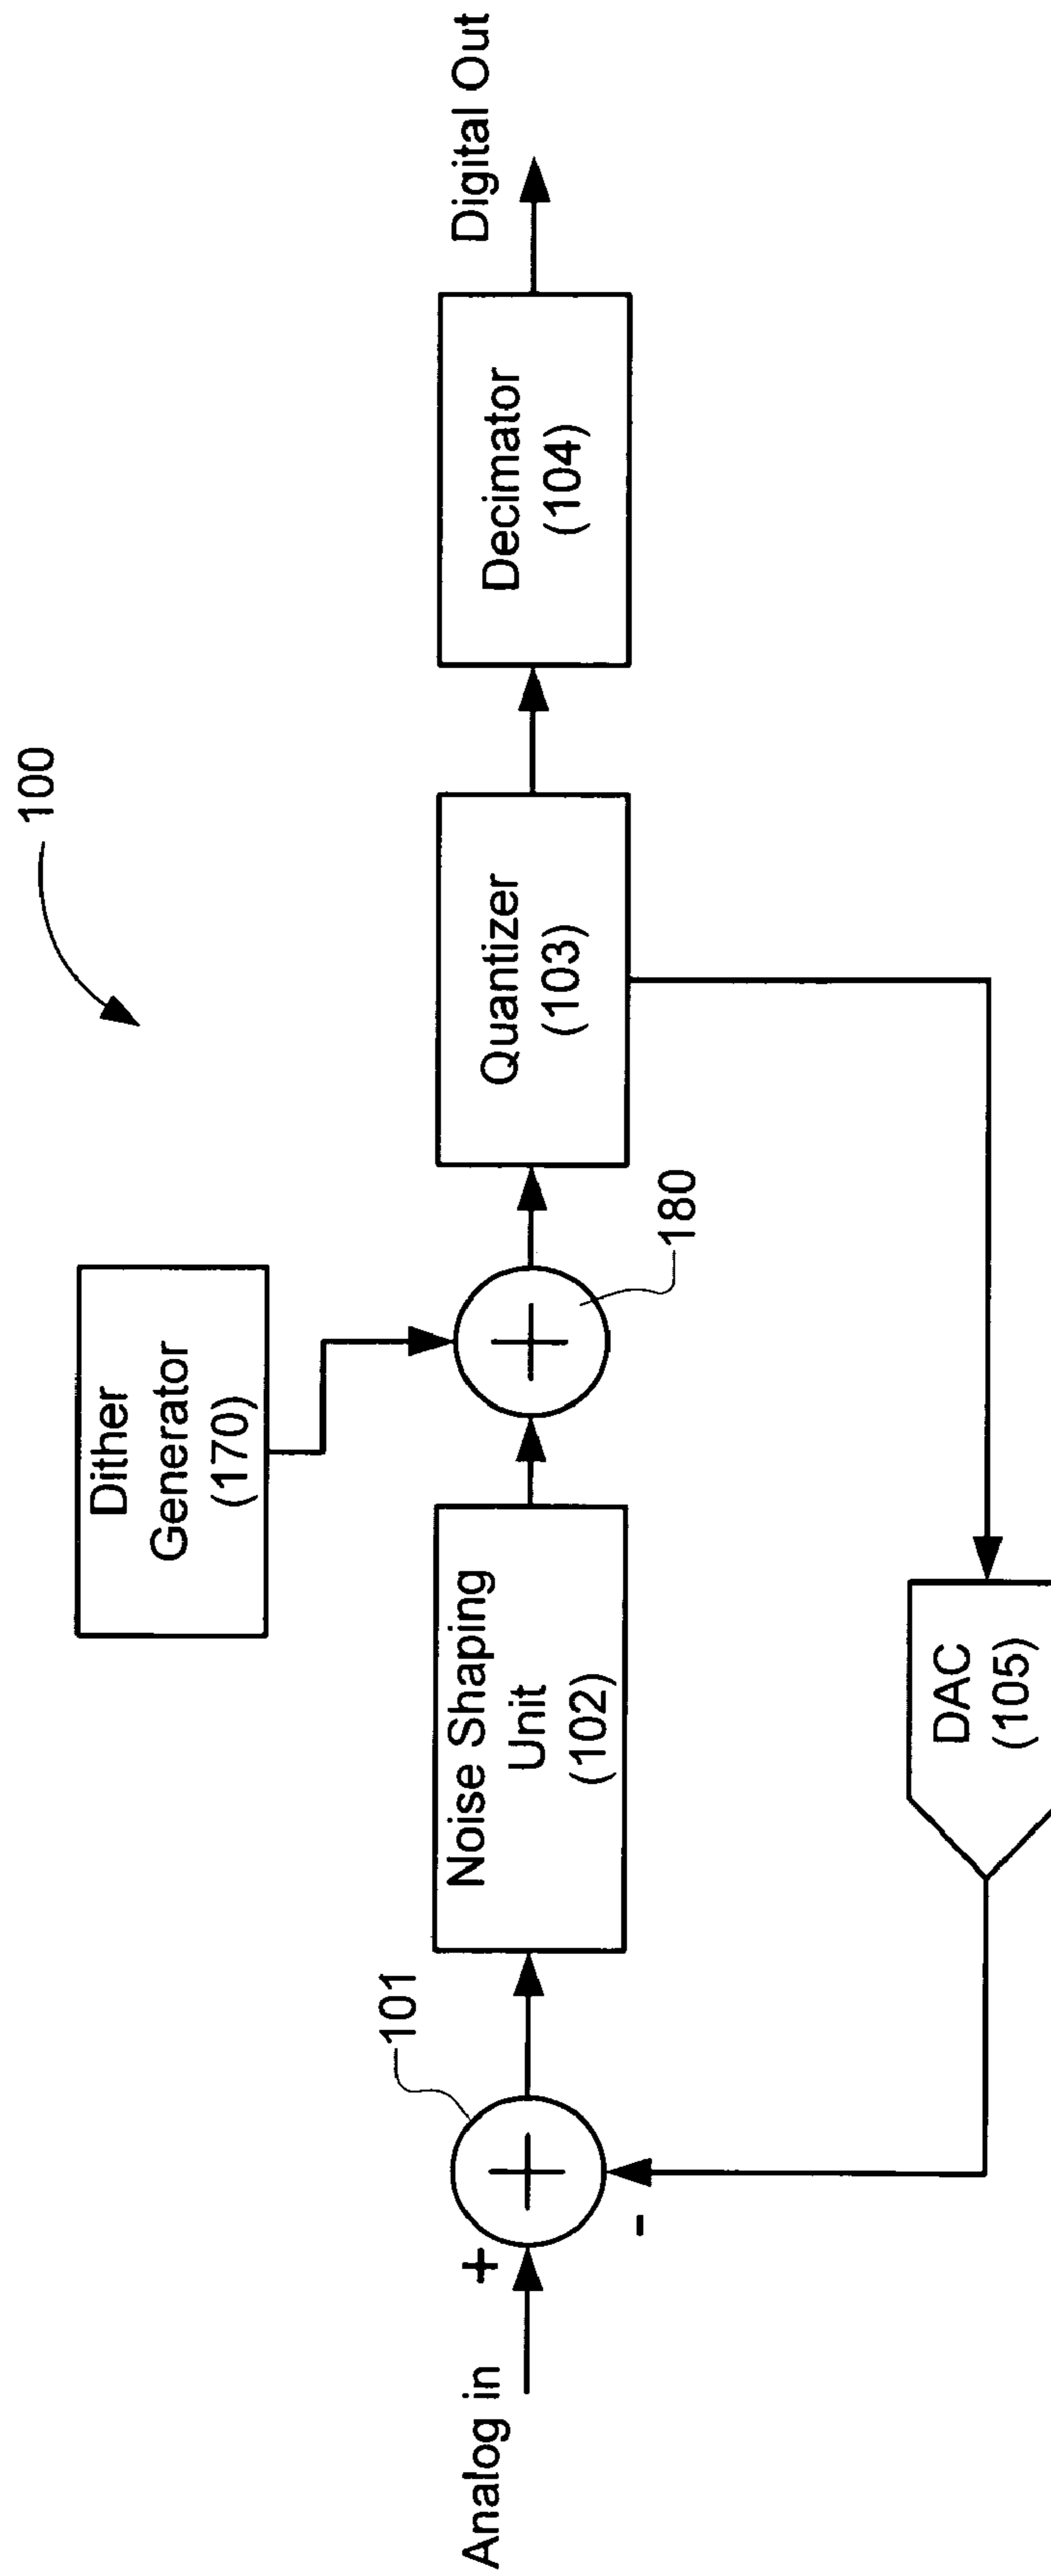 100
Dither
Generator
(170)
Analog in
+
-
101
Noise Shaping
Unit
(102)
180
Quantizer
(103)
Decimator
(104)
Digital Out
DAC
(105)